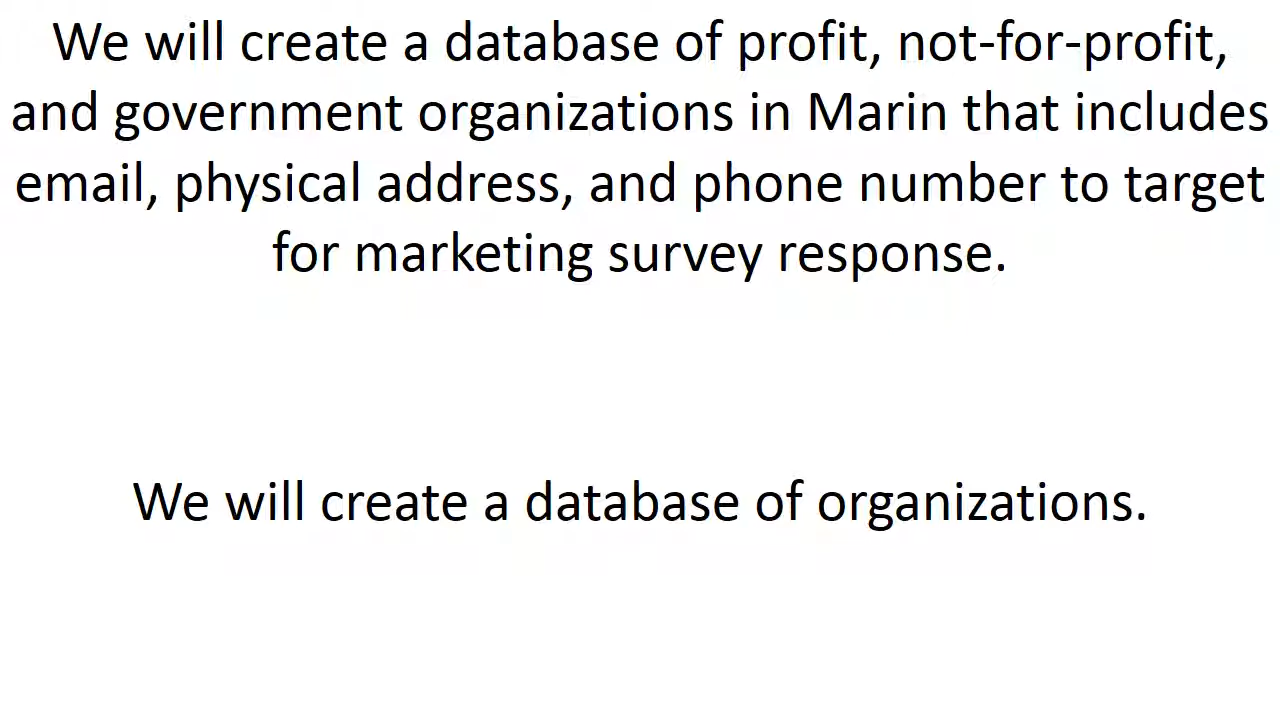 We will create a database of profit, not-for-profit,
and government organizations in Marin that includes
email, physical address, and phone number to target
for marketing survey response.
We will create a database of organizations.